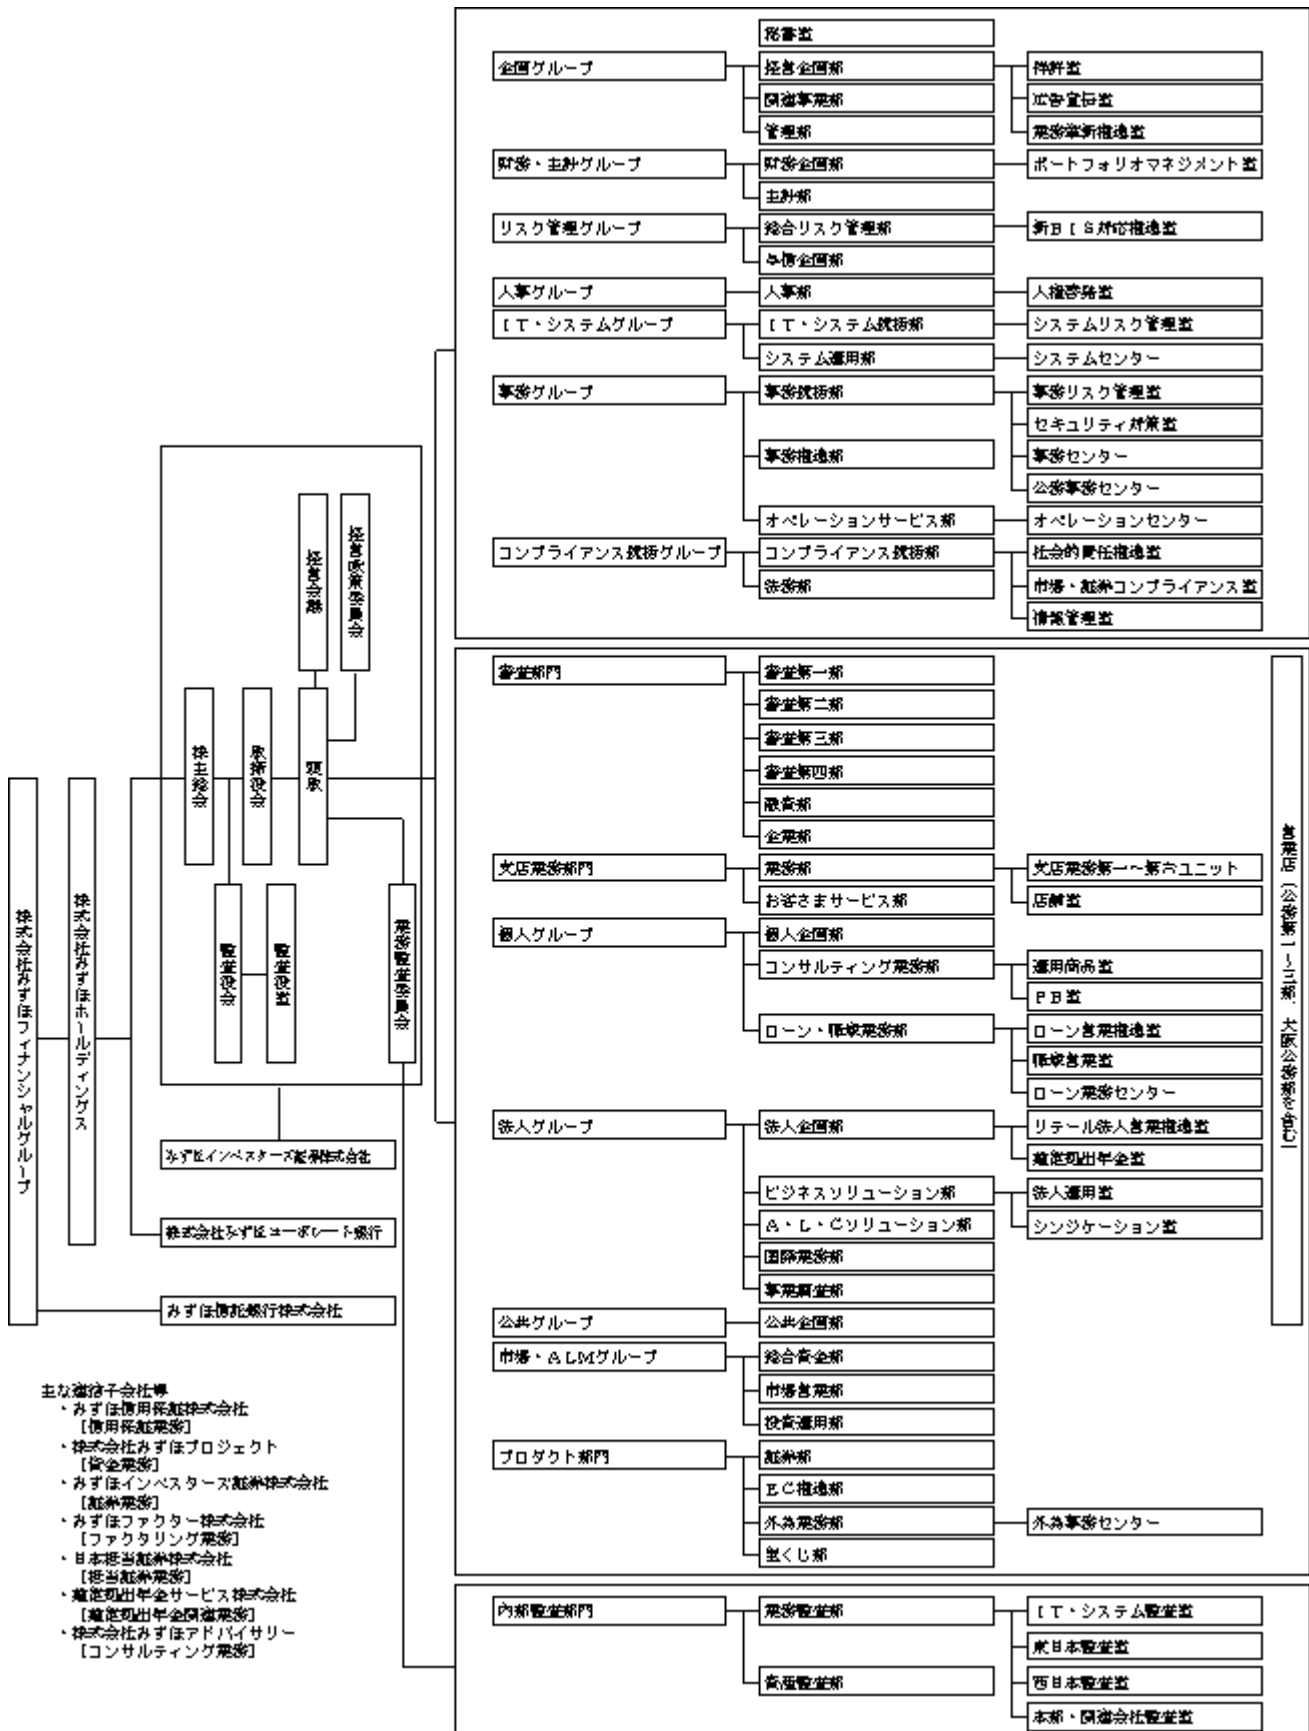 秘書室
企画グループ
経営企画部
秤許室
関連事業部
広告宣伝室
管理部
業務革新推進室
財務・主計グループ
財務企画部
ポートフォリオマネジメント室
主計部
リスク管理グループ
総合リスク管理部
新BIS対応推進室
与信企画部
人事グループ
人事部
人権啓発室
IT・システムグループ
IT・システム統括部
システムリスク管理室
システム運用部
システムセンター
事務グループ
事務統括部
事務リスク管理室
セキュリティ対策室
事務推進部
事務センター
公務事務センター
オペレーションサービス部
オペレーションセンター
コンプライアンス統括グループ
コンプライアンス統括部
社会的責任推進室
法務部
市場・証券コンプライアンス室
情報管理室
経営会議
経営政策委員会
株主総会
取締役会
頭取
監査役会
監査役室
業務監査委員会
株式会社みずほフィナンシャルグループ
株式会社みずほホールディングス
みずほインベスターズ証券株式会社
株式会社みずほコーポレート銀行
みずほ信託銀行株式会社
審査部門
審査第一部
審査第二部
審査第三部
審査第四部
融資部
企業部
支店業務部門
業務部
支店業務第一~第六ユニット
お客さまサービス部
店舗室
個人グループ
個人企画部
コンサルティング業務部
運用商品室
PB室
ローン・職域業務部
ローン営業推進室
職域営業室
ローン業務センター
法人グループ
法人企画部
リテール法人営業推進室
確定拠出年金室
ビジネスソリューション部
法人運用室
A・L・Cソリューション部
シンジケーション室
国際業務部
事業調査部
公共グループ
公共企画部
市場・ALMグループ
総合資金部
市場営業部
投資運用部
プロダクト部門
証券部
EC推進部
外為業務部
外為事務センター
宝くじ部
営業店(公務第1~三部、大阪公務部を含む)
内部監査部門
業務監査部
IT・システム監査室
東日本監査室
資産監査部
西日本監査室
本部・関連会社監査室
主な連結子会社等
・みずほ信用保証株式会社
[信用保証業務]
・株式会社みずほプロジェクト
[資金業務]
・みずほインベスターズ証券株式会社
[証券業務]
・みずほファクター株式会社
[ファクタリング業務]
・日本抵当証券株式会社
[抵当証券業務]
・確定拠出年金サービス株式会社
[確定拠出年金関連業務]
・株式会社みずほアドバイサリー
[コンサルティング業務]